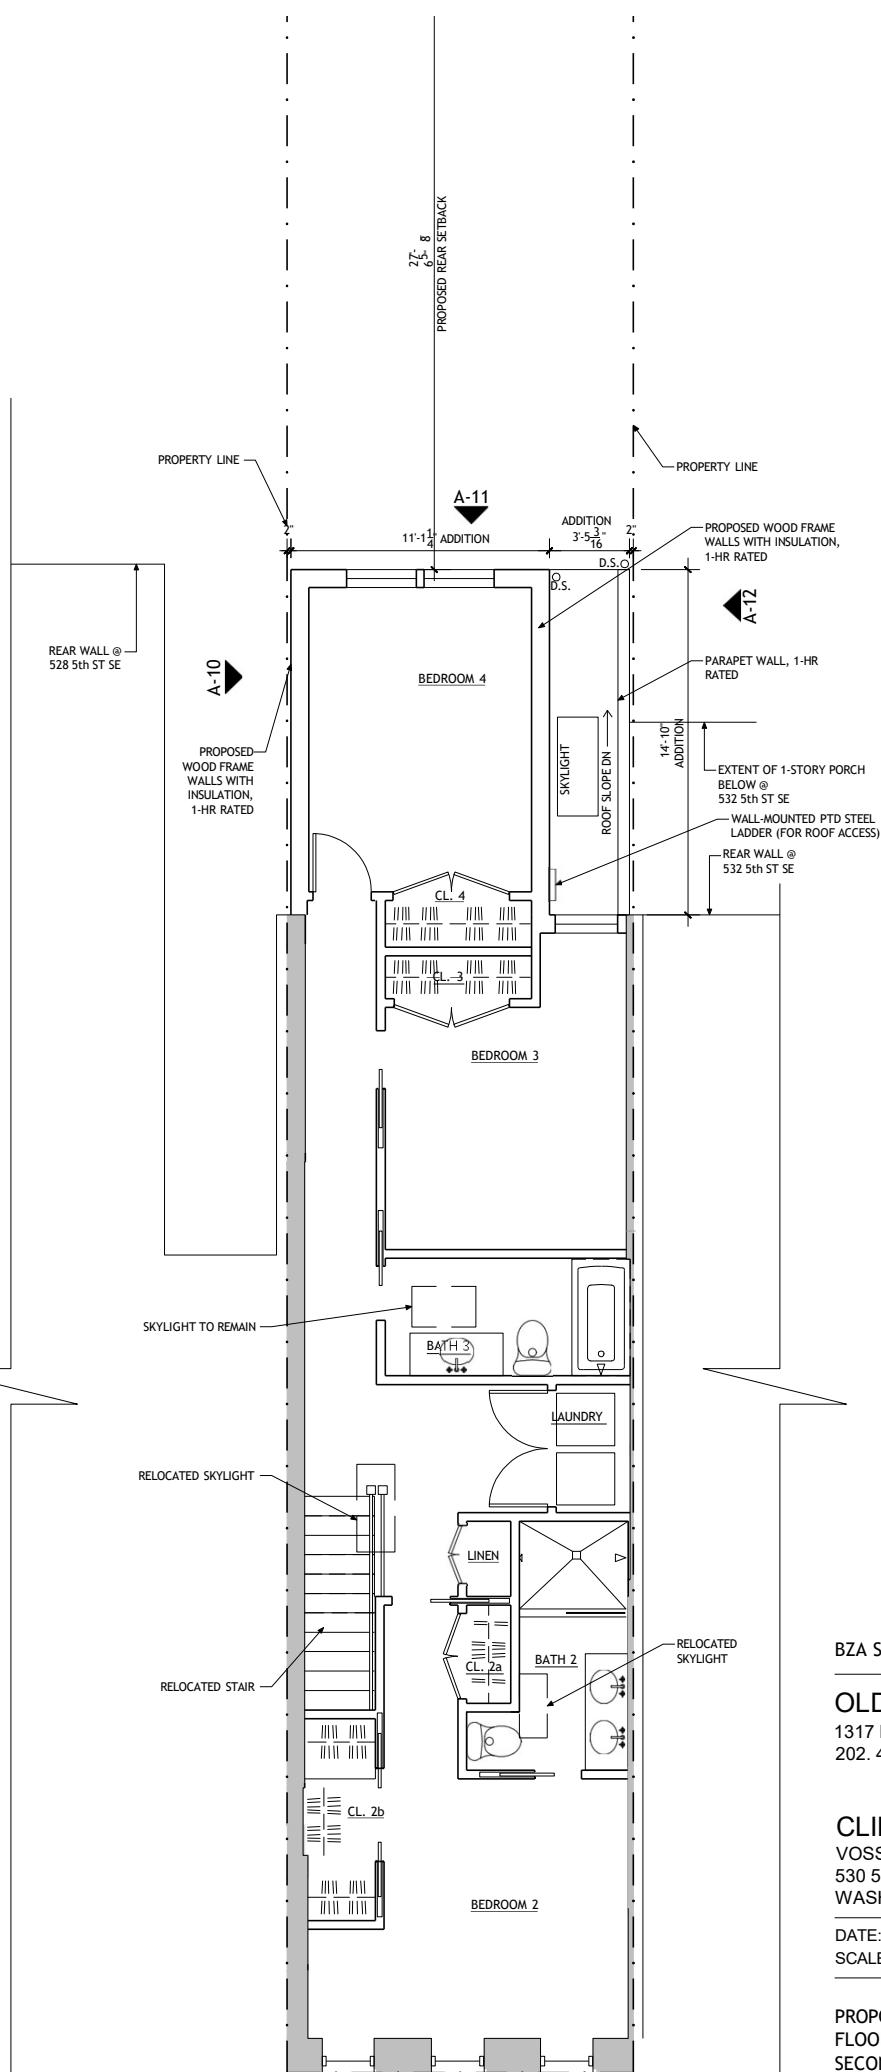 27'-
5
6 8"
PROPOSED REAR SETBACK
PROPERTY LINE
PROPERTY LINE
A-11
2"
11'-1 1/4" ADDITION
ADDITION
3'-5 3/16"
2"
PROPOSED WOOD FRAME
WALLS WITH INSULATION,
1-HR RATED
D.S.
D.S.
A-12
REAR WALL @
528 5th ST SE
A-10
BEDROOM 4
PARAPET WALL, 1-HR
RATED
PROPOSED
WOOD FRAME
WALLS WITH
INSULATION,
1-HR RATED
SKYLIGHT
ROOF SLOPE DN
14'-10"
ADDITION
EXTENT OF 1-STORY PORCH
BELOW @
532 5th ST SE
WALL-MOUNTED PTD STEEL
LADDER (FOR ROOF ACCESS)
REAR WALL @
532 5th ST SE
CL. 4
CL. 3
BEDROOM 3
SKYLIGHT TO REMAIN
BATH 3
LAUNDRY
RELOCATED SKYLIGHT
LINEN
RELOCATED STAIR
CL. 2a
BATH 2
RELOCATED
SKYLIGHT
CL. 2b
BEDROOM 2
BZA S
OLD
1317
202. 4
CLI
VOSS
530 5
WAS
DATE:
SCALE
PROP
FLOO
SECO